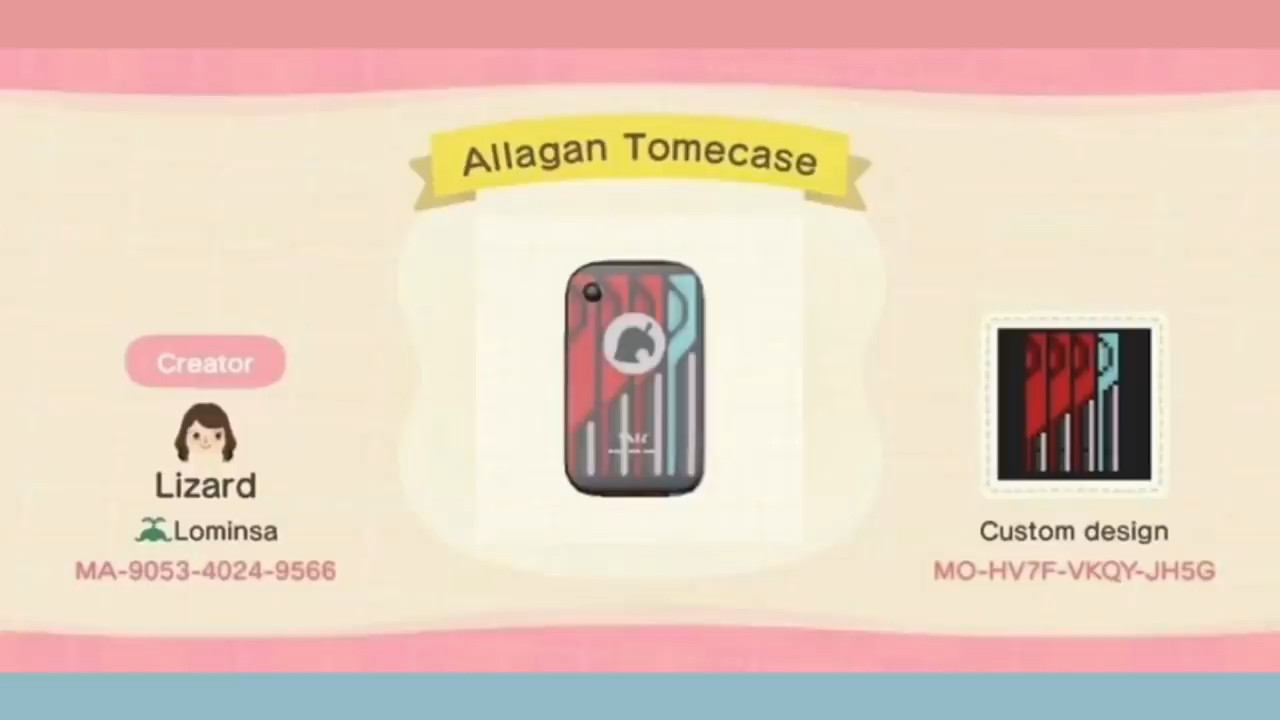 Allagan Tomecase
Creator
Lizard
Lominsa
MA-9053-4024-9566
Custom design
MO-HV7F-VKQY-JH5G